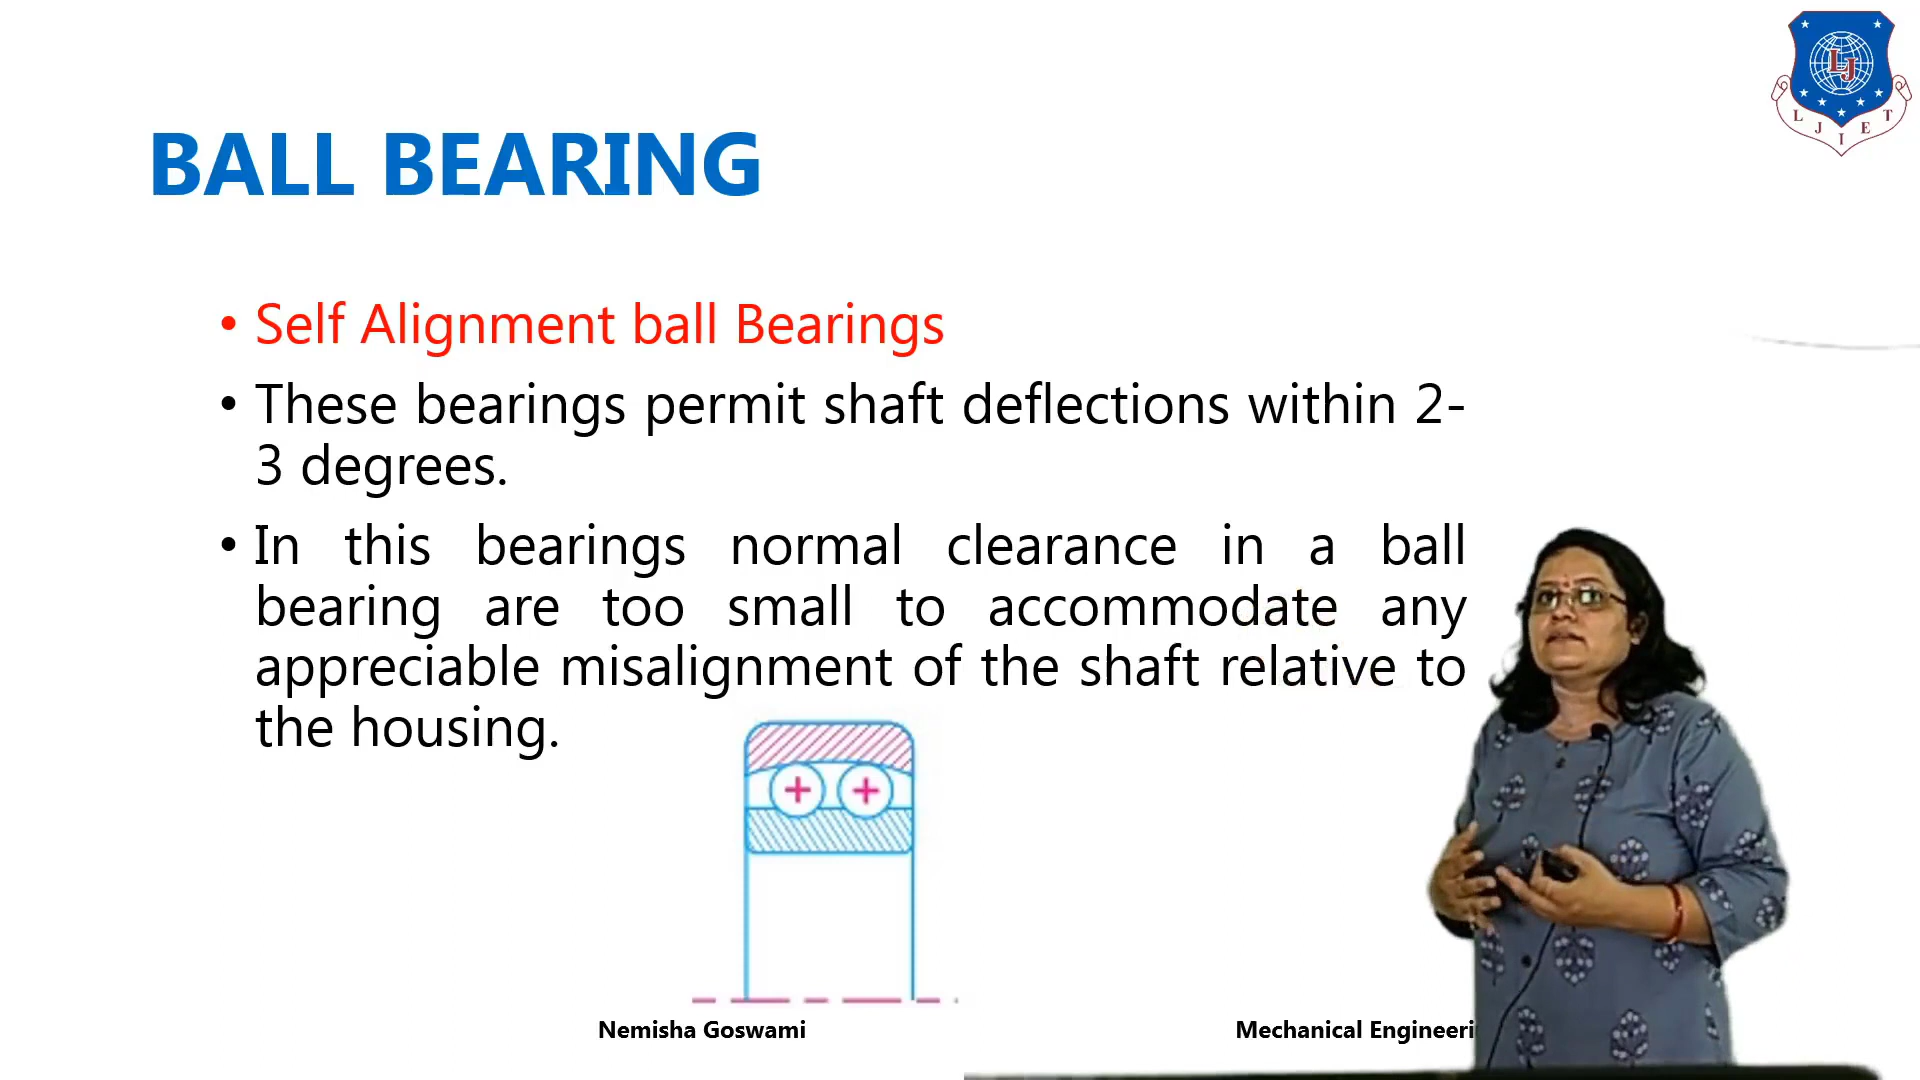 LJ
L J I E T
BALL BEARING
• Self Alignment ball Bearings
• These bearings permit shaft deflections within 2-
3 degrees.
• In this bearings normal clearance in a ball
bearing are too small to accommodate any
appreciable misalignment of the shaft relative to
the housing.
Nemisha Goswami
Mechanical Engineeri